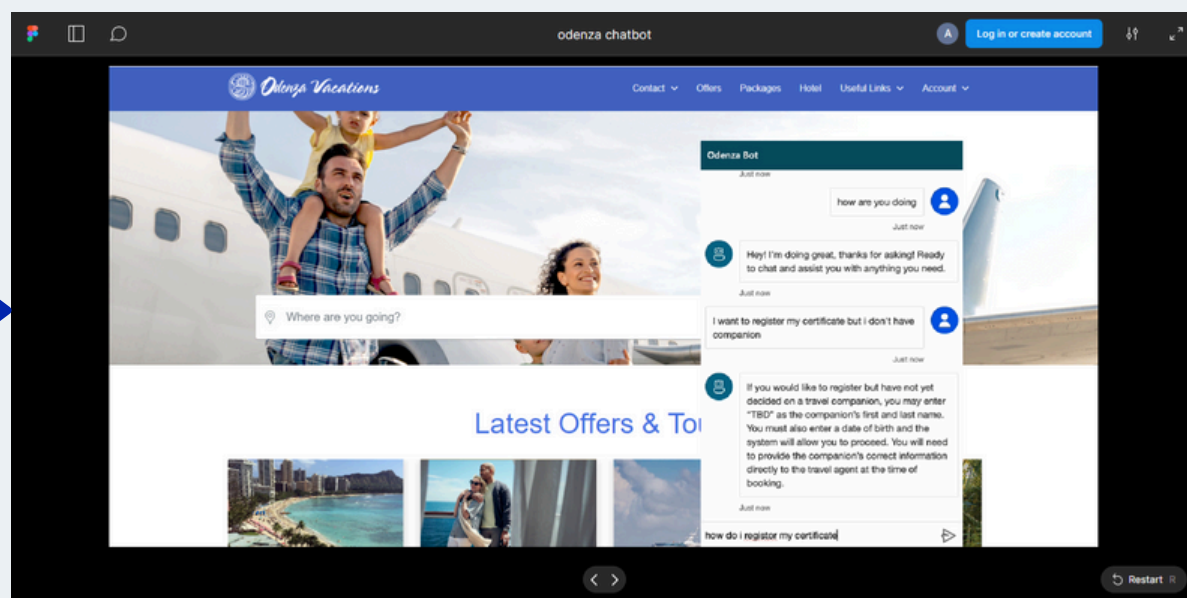 odenza chatbot
A
Log in or create account
Odenza Vacations
Contact
Offers
Packages
Hotel
Useful Links
Account
Where are you going?
Latest Offers & Tou
Odenza Bot
Just now
how are you doing
Just now
Hey! I'm doing great, thanks for asking! Ready
to chat and assist you with anything you need.
Just now
I want to register my certificate but i don't have
companion
Just now
If you would like to register but have not yet
decided on a travel companion, you may enter
"TBD" as the companion's first and last name.
You must also enter a date of birth and the
system will allow you to proceed. You will need
to provide the companion's correct information
directly to the travel agent at the time of
booking.
Just now
how do i registor my certificate
Restart R